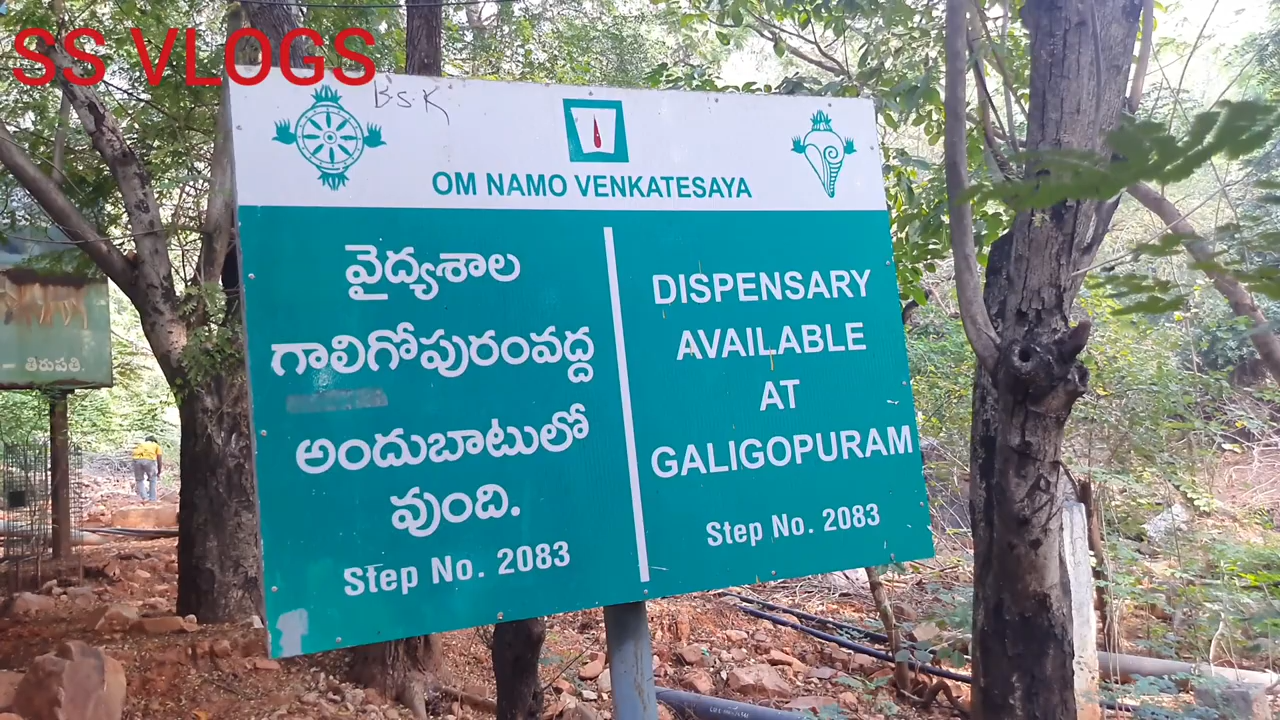 SS VLOGS
B.S.K
OM NAMO VENKATESAYA
వైద్యశాల
గాలిగోపురంవద్ద
అందుబాటులో
వుంది.
Step No. 2083
DISPENSARY
AVAILABLE
AT
GALIGOPURAM
Step No. 2083
తిరుపతి.